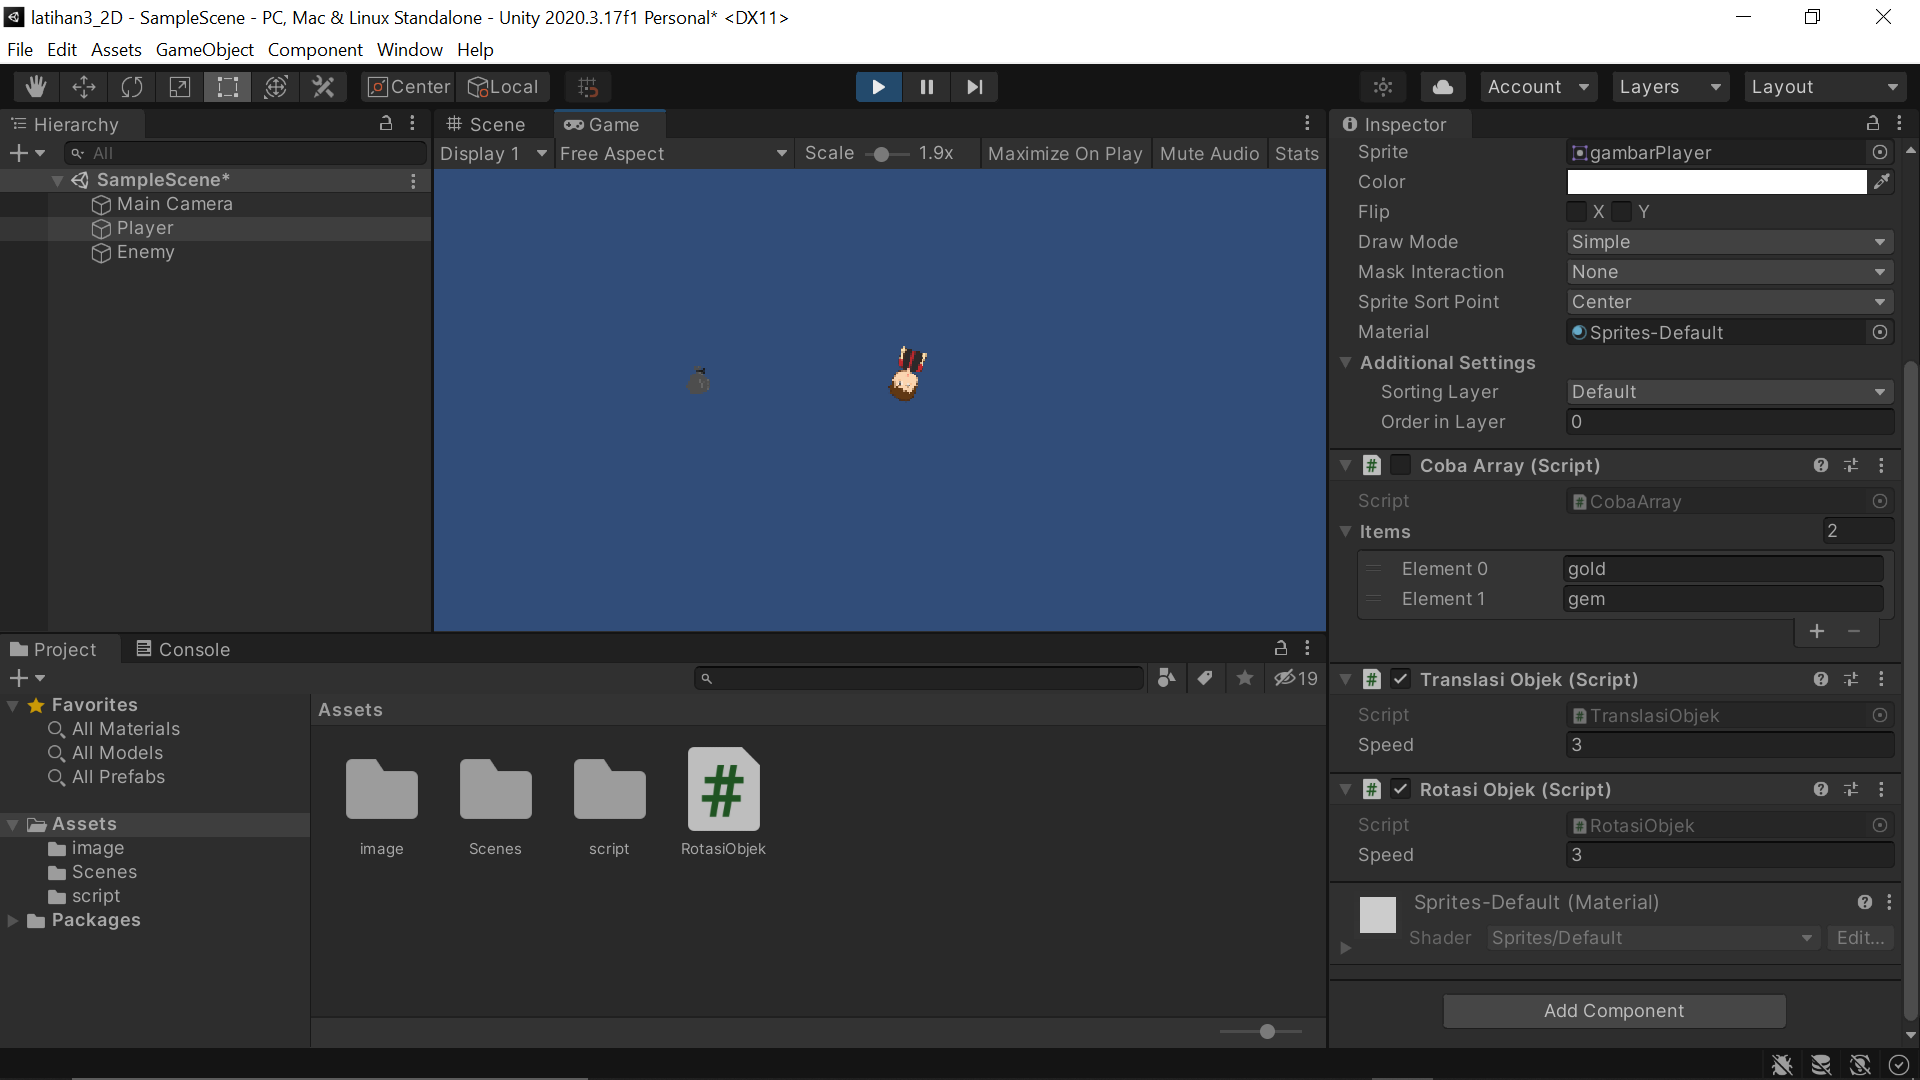 latihan3_2D - SampleScene - PC, Mac & Linux Standalone - Unity 2020.3.17f1 Personal* <DX11>
File Edit Assets GameObject Component Window Help
Center Local Account Layers Layout
Hierarchy
All
SampleScene*
Main Camera
Player
Enemy
Scene Game
Display 1 Free Aspect Scale 1.9x Maximize On Play Mute Audio Stats
Inspector
Sprite gambarPlayer
Color
Flip X Y
Draw Mode Simple
Mask Interaction None
Sprite Sort Point Center
Material Sprites-Default
Additional Settings
Sorting Layer Default
Order in Layer 0
# Coba Array (Script)
Script # CobaArray
Items 2
Element 0 gold
Element 1 gem
+ −
# Translasi Objek (Script)
Script # TranslasiObjek
Speed 3
# Rotasi Objek (Script)
Script # RotasiObjek
Speed 3
Sprites-Default (Material)
Shader Sprites/Default Edit...
Add Component
Project Console
19
Favorites
All Materials
All Models
All Prefabs
Assets
image
Scenes
script
Packages
Assets
#
image Scenes script RotasiObjek